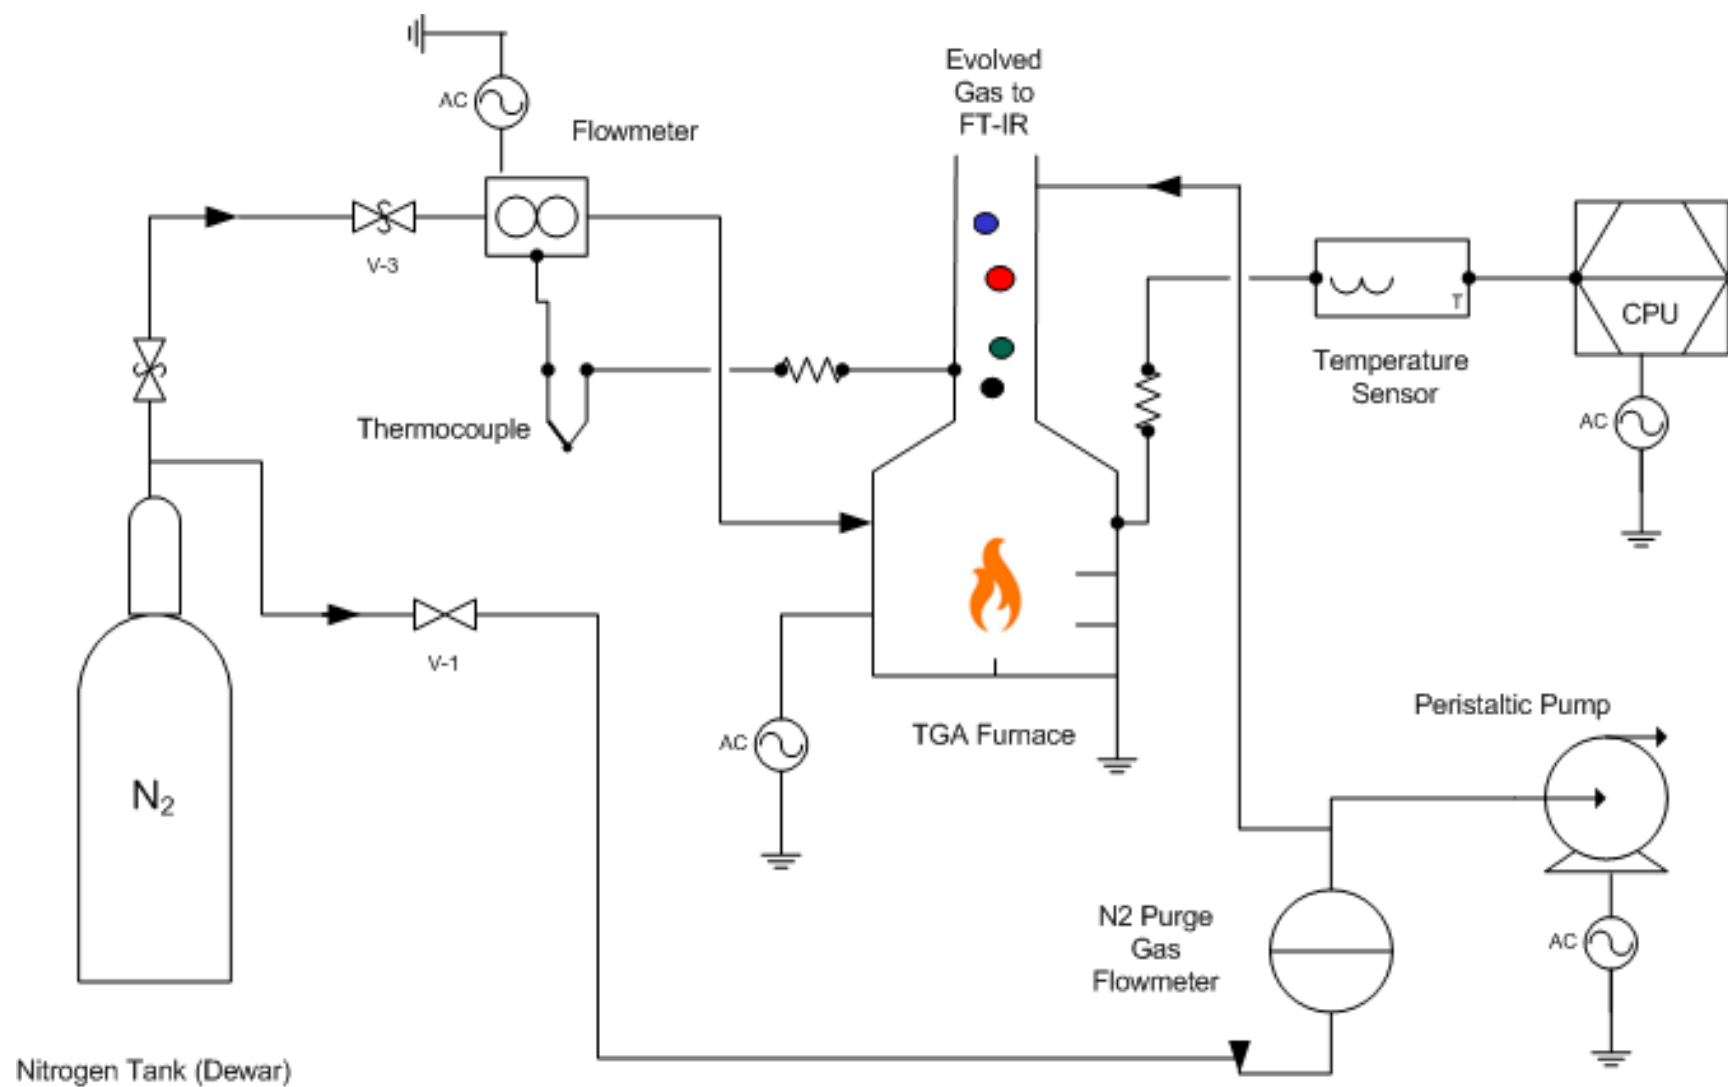 Evolved
Gas to
FT-IR
AC
Flowmeter
V-3
T
CPU
Temperature
Sensor
AC
Thermocouple
V-1
Peristaltic Pump
AC
TGA Furnace
N2
N2 Purge
Gas
Flowmeter
AC
Nitrogen Tank (Dewar)